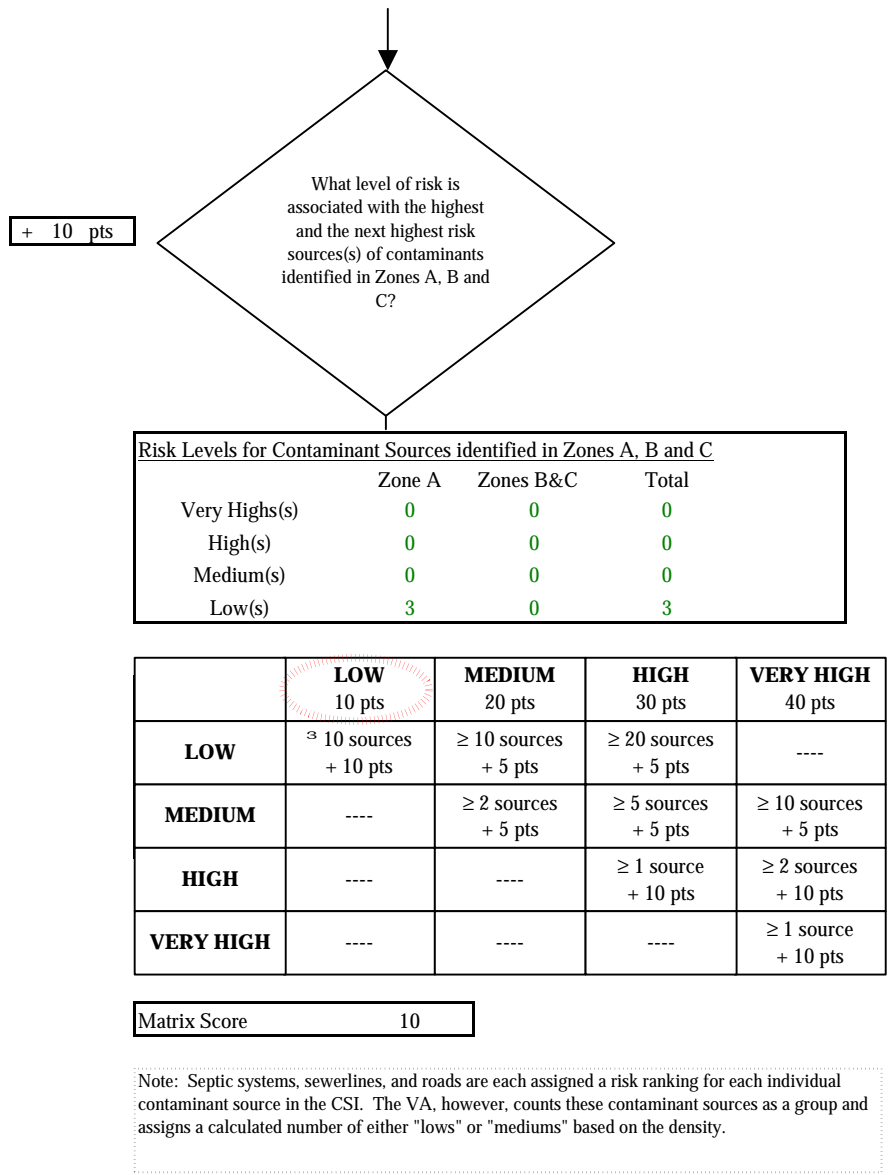 What level of risk is
associated with the highest
and the next highest risk
sources(s) of contaminants
identified in Zones A, B and
C?
+ 10 pts
Risk Levels for Contaminant Sources identified in Zones A, B and C
Zone A Zones B&C Total
Very Highs(s) 0 0 0
High(s) 0 0 0
Medium(s) 0 0 0
Low(s) 3 0 3
LOW MEDIUM HIGH VERY HIGH
10 pts 20 pts 30 pts 40 pts
LOW ³ 10 sources ≥ 10 sources ≥ 20 sources ----
+ 10 pts + 5 pts + 5 pts
MEDIUM ---- ≥ 2 sources ≥ 5 sources ≥ 10 sources
+ 5 pts + 5 pts + 5 pts
HIGH ---- ---- ≥ 1 source ≥ 2 sources
+ 10 pts + 10 pts
VERY HIGH ---- ---- ---- ≥ 1 source
+ 10 pts
Matrix Score 10
Note: Septic systems, sewerlines, and roads are each assigned a risk ranking for each individual
contaminant source in the CSI. The VA, however, counts these contaminant sources as a group and
assigns a calculated number of either "lows" or "mediums" based on the density.